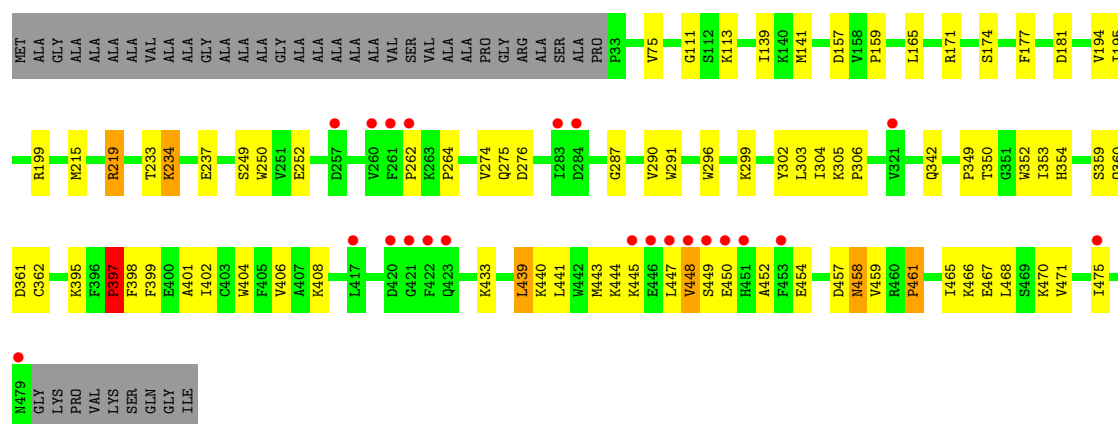 MET ALA GLY ALA ALA ALA ALA ALA VAL ALA ALA GLY ALA ALA ALA ALA GLY ALA ALA ALA ALA ALA ALA VAL SER VAL ALA ALA PRO GLY ARG ALA SER ALA PRO P33 V75 G111 S112 K113 I139 K140 M141 D157 V158 P159 L165 R171 S174 F177 D181 V194
R199 M215 R219 T233 K234 E237 S249 W250 V251 E252 D257 V260 F261 P262 K263 P264 V274 Q275 D276 I283 D284 G287 V290 W291 W296 K299 Y302 L303 I304 K305 P306 V321 Q342 P349 T350 G351 W352 I353 H354 S359
D361 C362 K395 F396 P397 F398 F399 E400 A401 I402 C403 W404 F405 V406 A407 K408 L417 D420 G421 F422 Q423 K433 L439 K440 L441 W442 M443 K444 K445 E446 L447 V448 S449 E450 H451 A452 F453 E454 D457 N458 V459 R460 P461 I465 K466 E467 L468 S469 K470 V471 I475
N479 GLY LYS PRO VAL LYS SER GLN GLY ILE